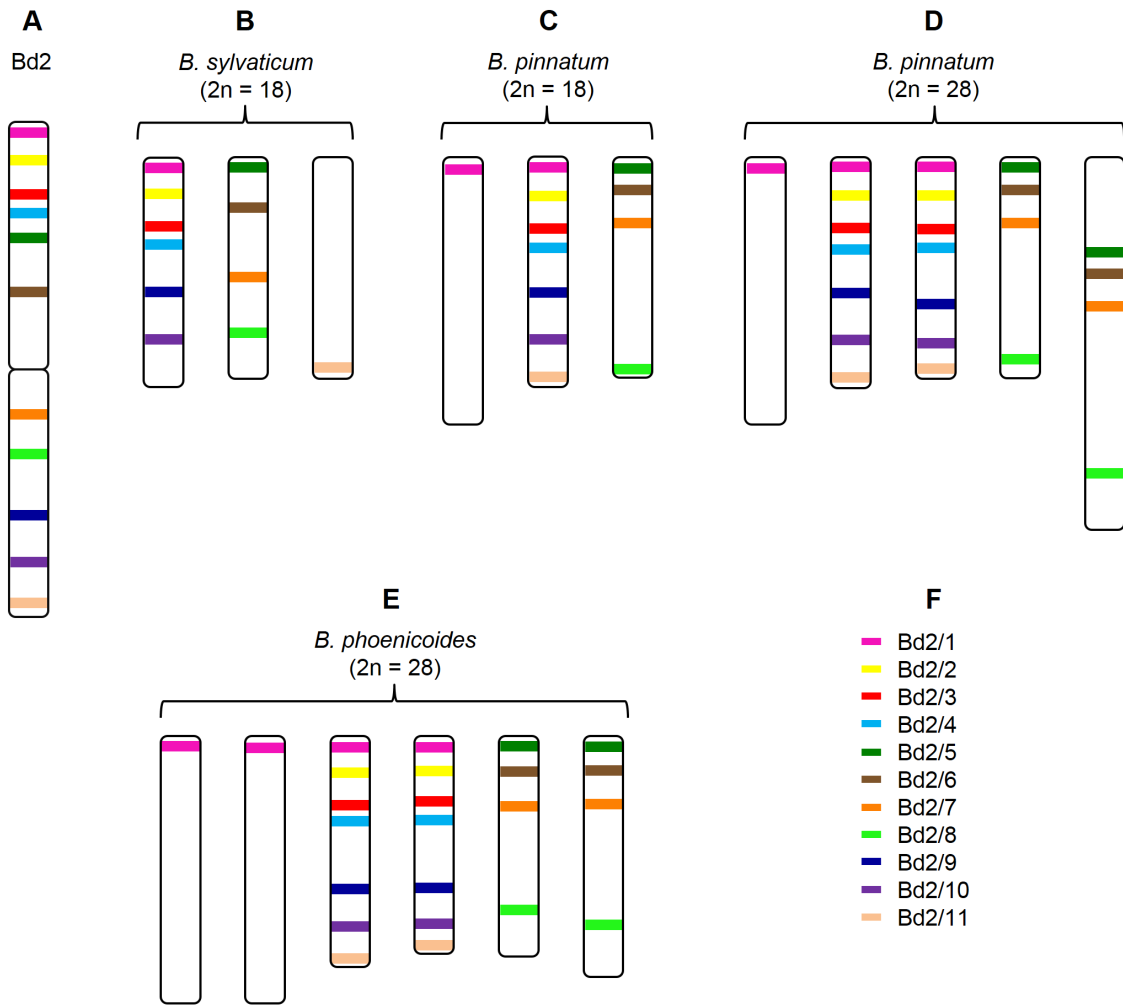 A
Bd2
B
B. sylvaticum
(2n = 18)
C
B. pinnatum
(2n = 18)
D
B. pinnatum
(2n = 28)
E
B. phoenicoides
(2n = 28)
F
Bd2/1
Bd2/2
Bd2/3
Bd2/4
Bd2/5
Bd2/6
Bd2/7
Bd2/8
Bd2/9
Bd2/10
Bd2/11